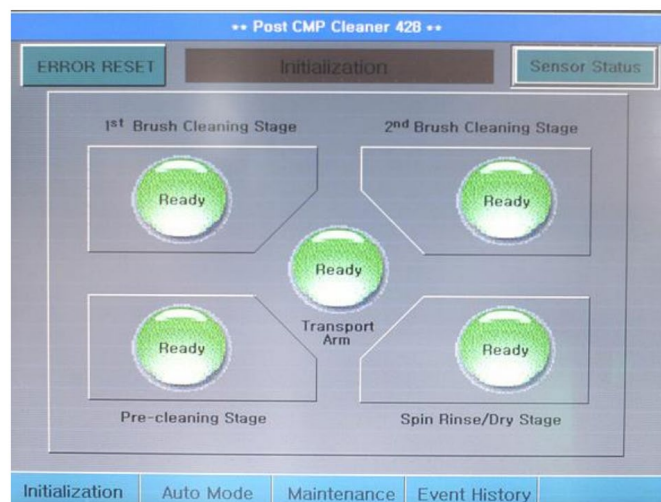 ** Post CMP Cleaner 428 **
ERROR RESET
Initialization
Sensor Status
1st Brush Cleaning Stage
2nd Brush Cleaning Stage
Ready
Ready
Ready
Transport
Arm
Ready
Ready
Pre-cleaning Stage
Spin Rinse/Dry Stage
Initialization
Auto Mode
Maintenance
Event History